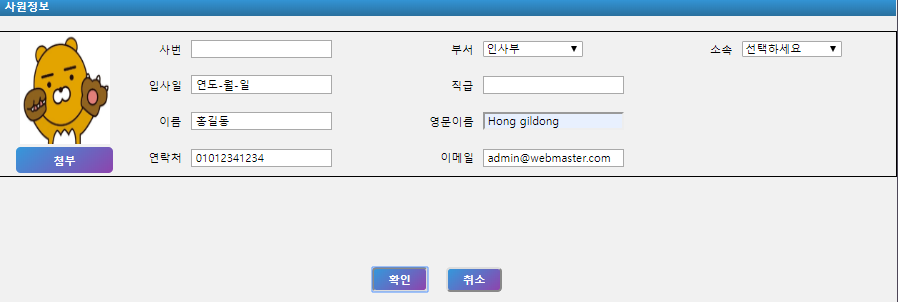 사원정보
사번 부서 인사부 소속 선택하세요
입사일 연도-월-일 직급
이름 홍길동 영문이름 Hong gildong
첨부 연락처 01012341234 이메일 admin@webmaster.com
확인 취소